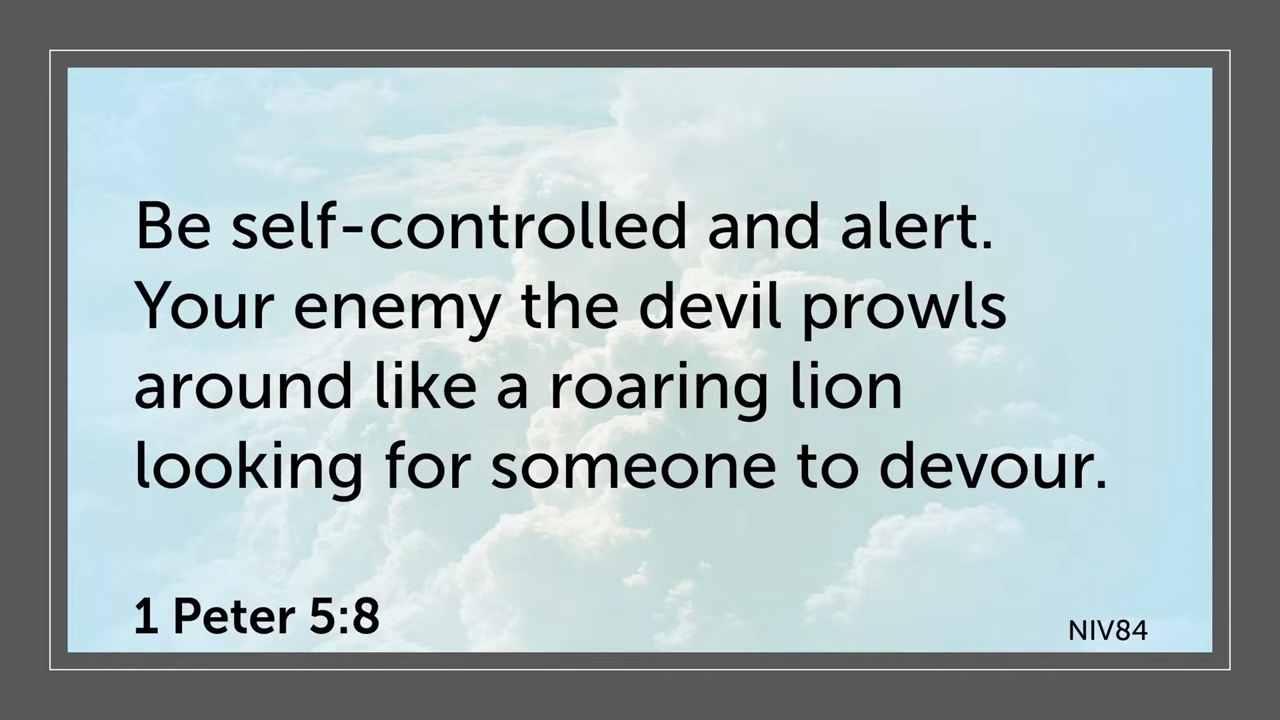 Be self-controlled and alert.
Your enemy the devil prowls
around like a roaring lion
looking for someone to devour.
1 Peter 5:8
NIV84